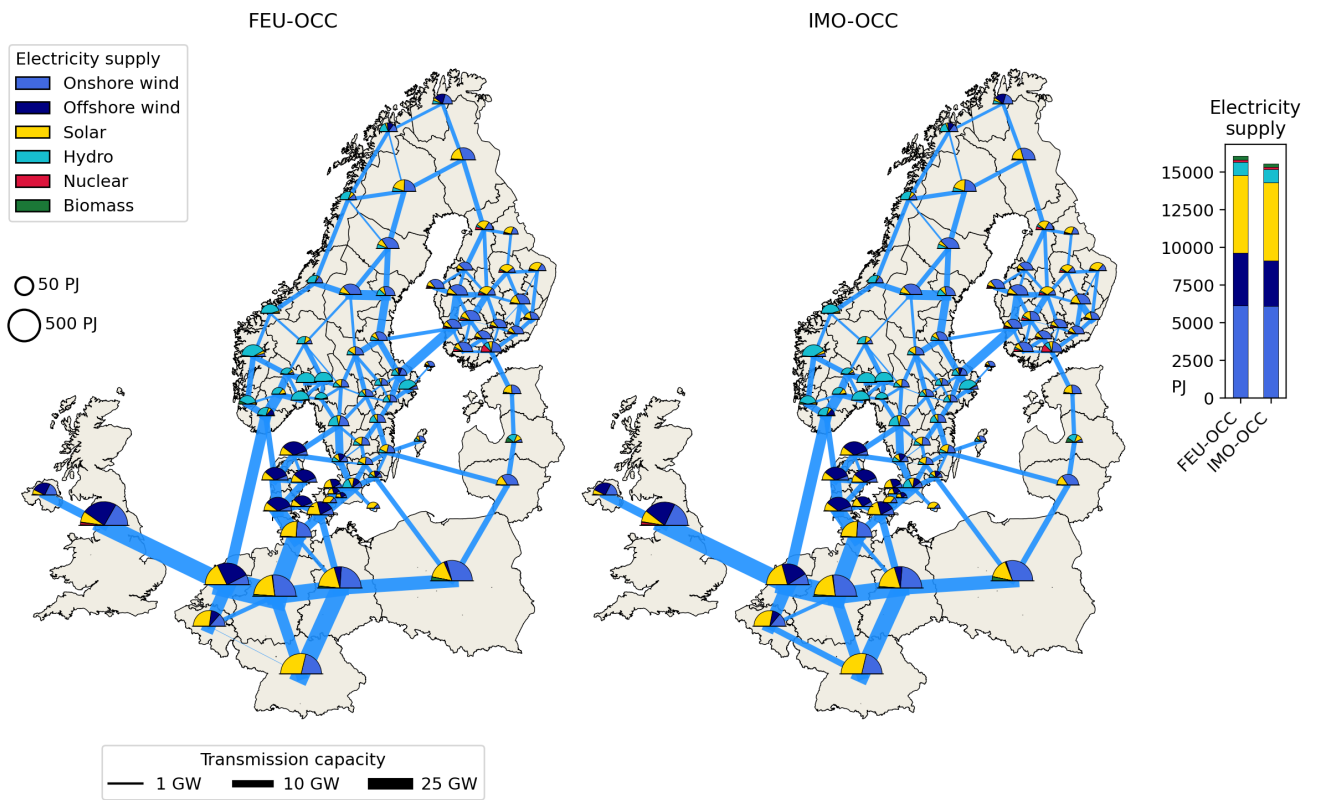 FEU-OCC
IMO-OCC
Electricity supply
Onshore wind
Offshore wind
Solar
Hydro
Nuclear
Biomass
50 PJ
500 PJ
Electricity
supply
15000
12500
10000
7500
5000
2500
PJ
0
FEU-OCC
IMO-OCC
Transmission capacity
1 GW
10 GW
25 GW